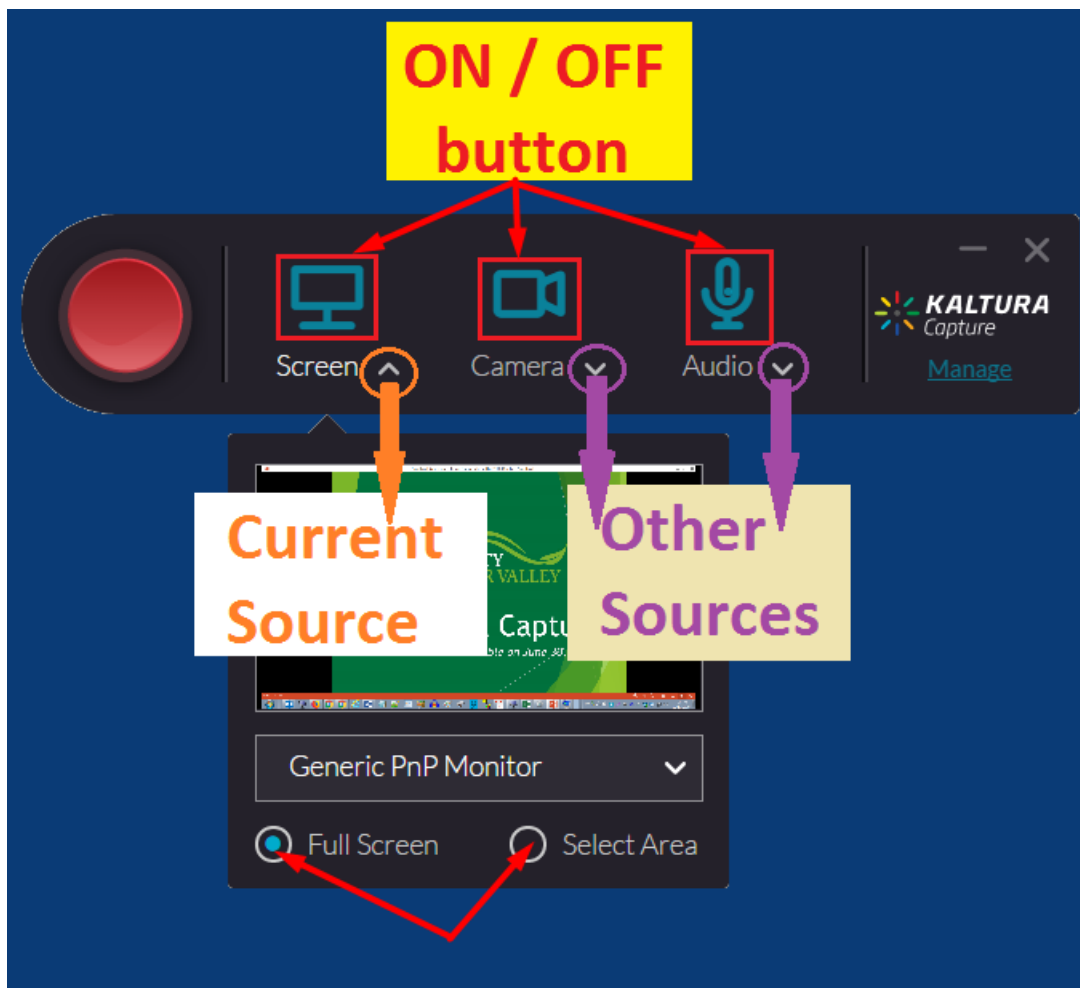 ON / OFF
button
Screen
Camera
Audio
KALTURA
Capture
Manage
Current
Source
Other
Sources
VALLEY
Generic PnP Monitor
Full Screen
Select Area